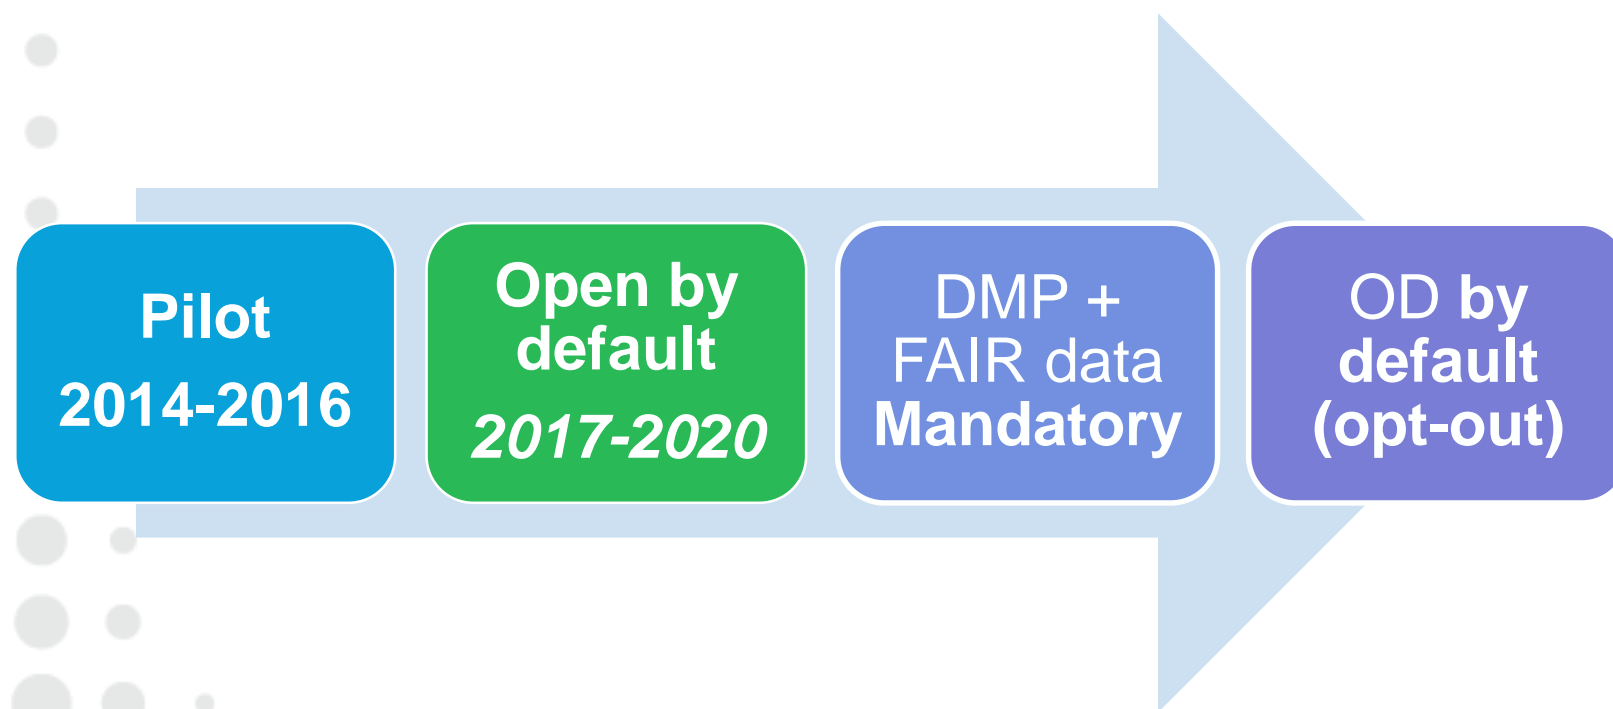 Pilot
2014-2016
Open by
default
2017-2020
DMP +
FAIR data
Mandatory
OD by
default
(opt-out)